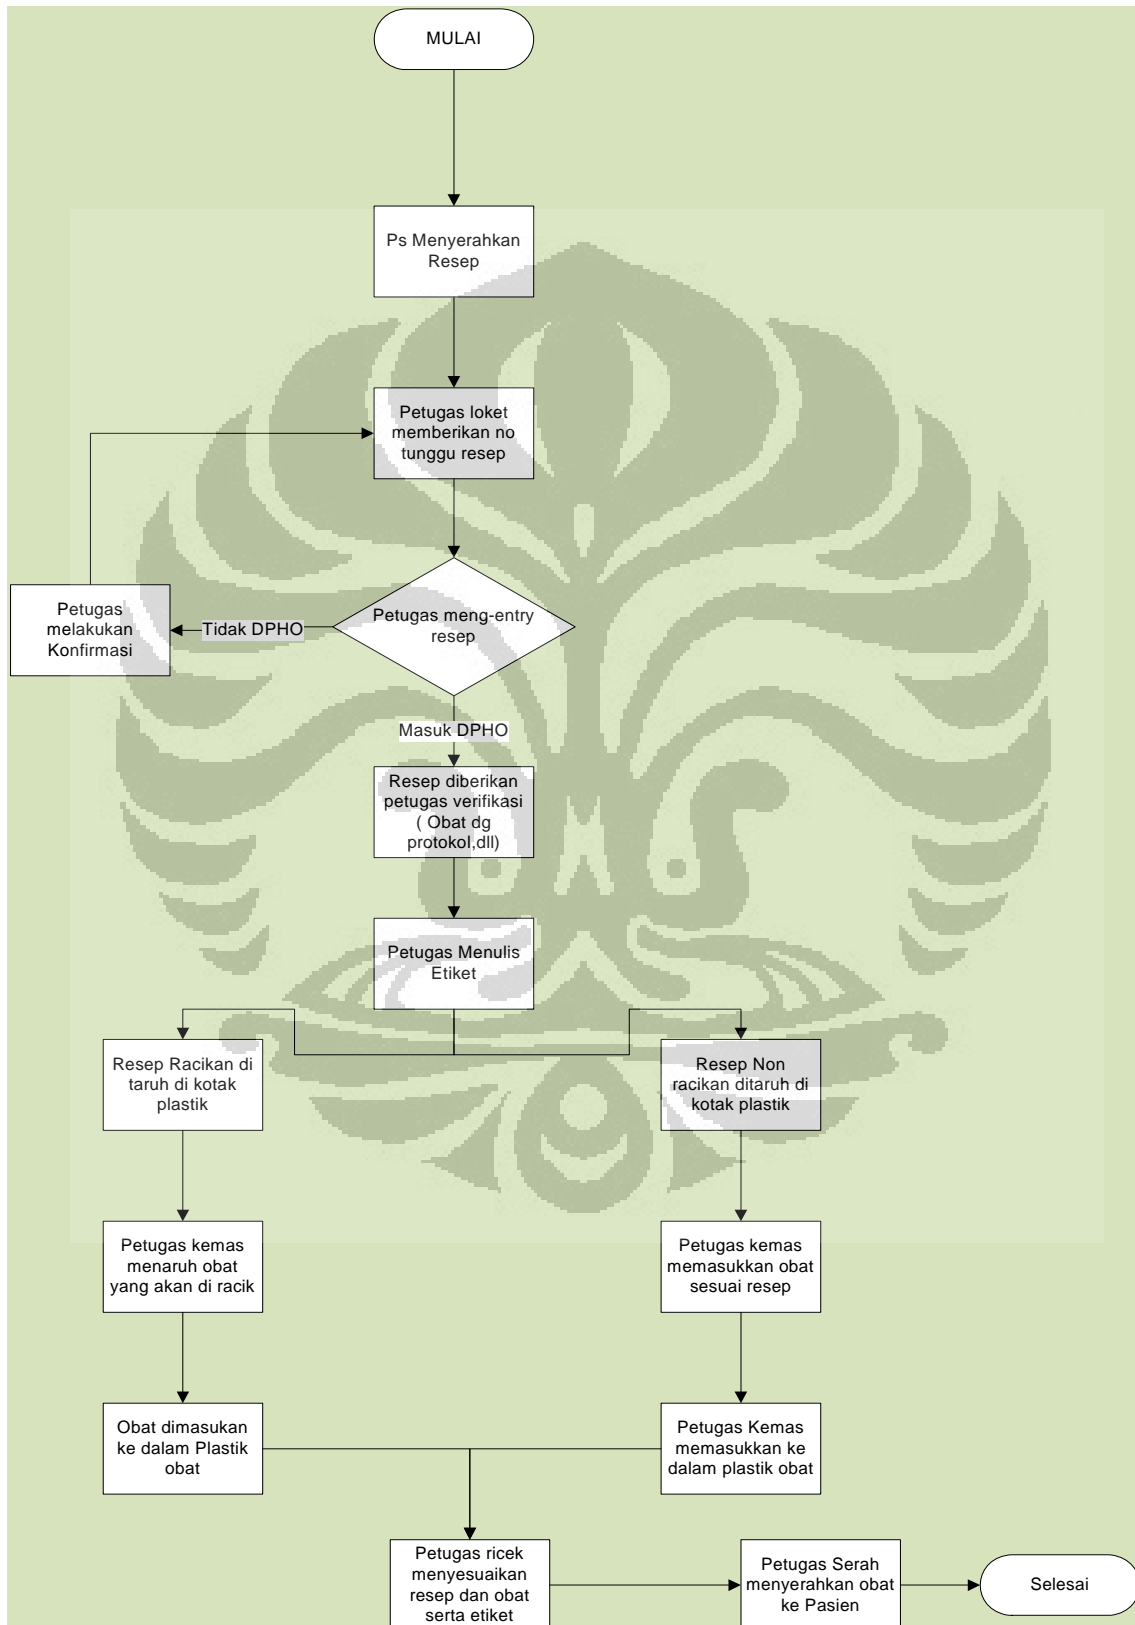 MULAI
Ps Menyerahkan
Resep
Petugas loket
memberikan no
tunggu resep
Petugas meng-entry
resep
Tidak DPHO
Petugas
melakukan
Konfirmasi
Masuk DPHO
Resep diberikan
petugas verifikasi
( Obat dg
protokol,dll)
Petugas Menulis
Etiket
Resep Racikan di
taruh di kotak
plastik
Resep Non
racikan ditaruh di
kotak plastik
Petugas kemas
menaruh obat
yang akan di racik
Petugas kemas
memasukkan obat
sesuai resep
Obat dimasukan
ke dalam Plastik
obat
Petugas Kemas
memasukkan ke
dalam plastik obat
Petugas ricek
menyesuaikan
resep dan obat
serta etiket
Petugas Serah
menyerahkan obat
ke Pasien
Selesai